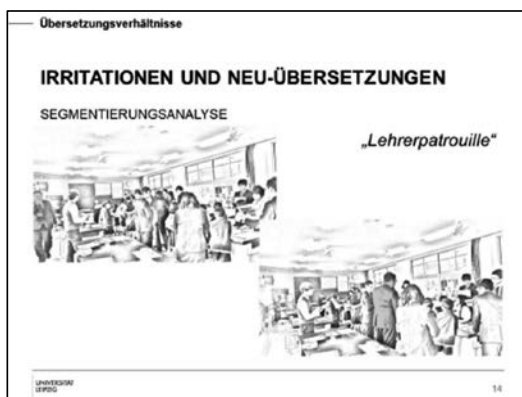 Übersetzungsverhältnisse
IRRITATIONEN UND NEU-ÜBERSETZUNGEN
SEGMENTIERUNGSANALYSE
„Lehrerpatrouille“
UNIVERSITÄT
LEIPZIG
14